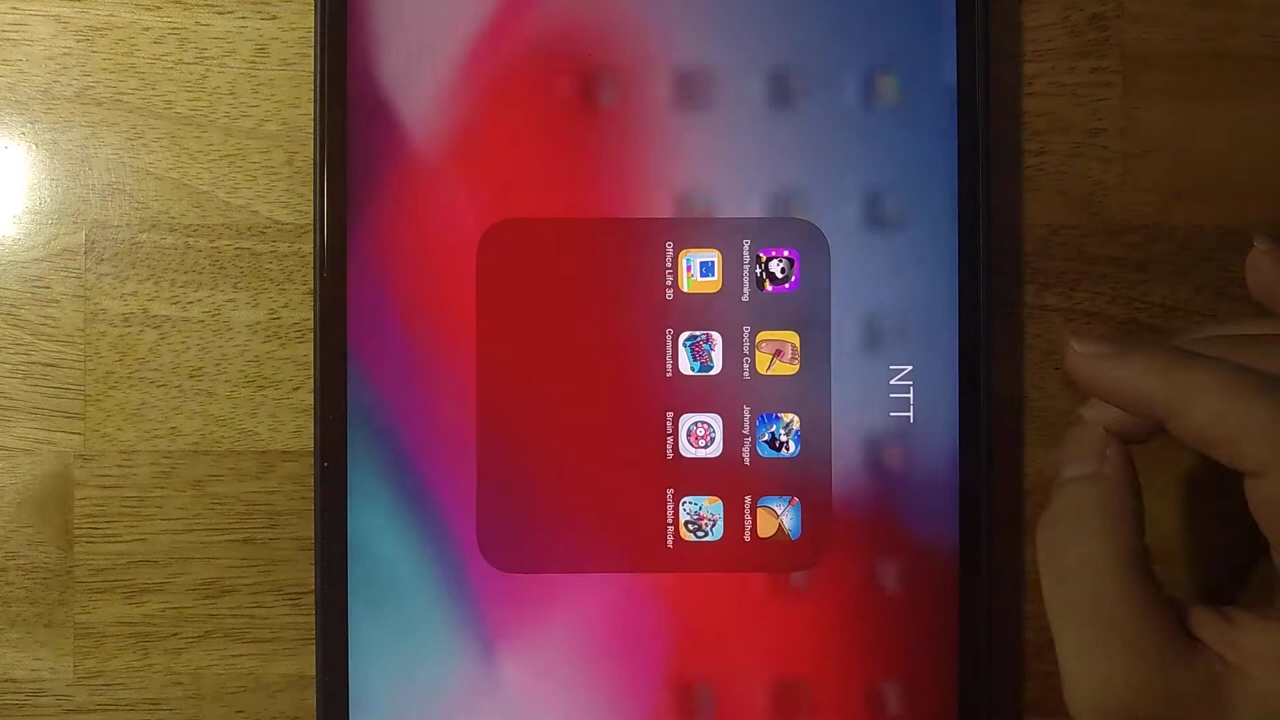 NTT
Death Incoming
Doctor Care!
Johnny Trigger
WoodShop
Office Life 3D
Commuters
Brain Wash
Scribble Rider